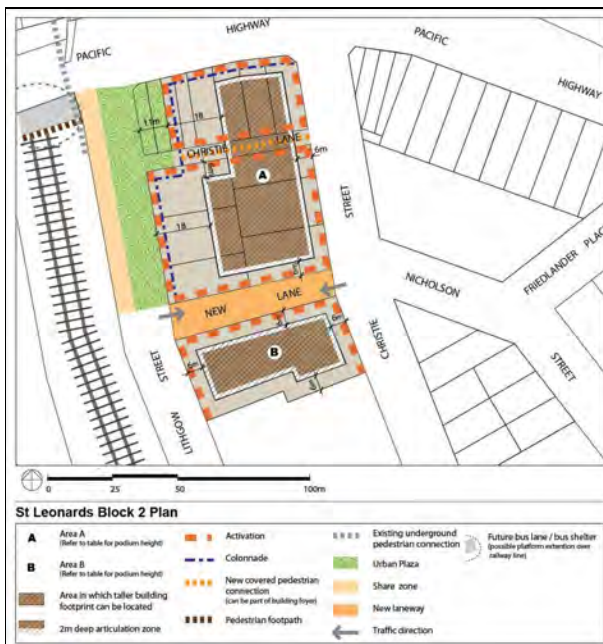 HIGHWAY
PACIFIC
PACIFIC
HIGHWAY
11m
18
CHRISTIE LANE
6m
A
STREET
18
FRIEDLANDER PLACE
NICHOLSON
NEW LANE
STREET
6m
B
CHRISTIE
STREET
LITHGOW
0 25 50 100m
St Leonards Block 2 Plan
A Area A
(Refer to table for podium height)
B Area B
(Refer to table for podium height)
Area in which taller building
footprint can be located
2m deep articulation zone
Activation
Colonnade
New covered pedestrian
connection
(can be part of building foyer)
Pedestrian footpath
Existing underground
pedestrian connection
Urban Plaza
Share zone
New laneway
Traffic direction
Future bus lane / bus shelter
(possible platform extention over
railway line)